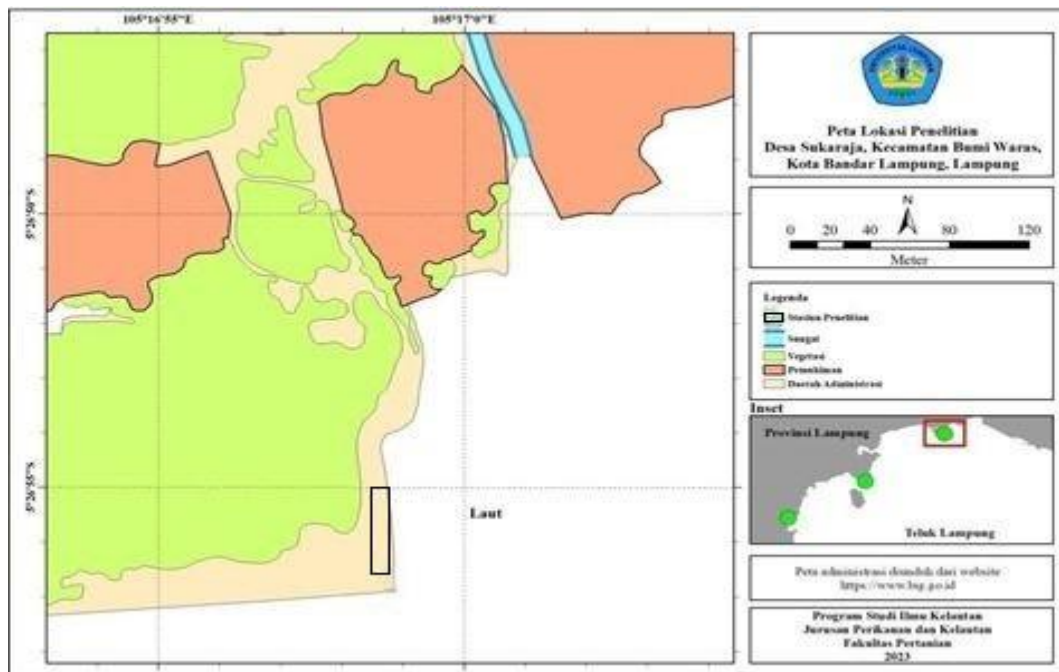 105°16'55"E
105°17'0"E
5°26'50"S
5°26'55"S
Laut
UNIVERSITAS LAMPUNG
Peta Lokasi Penelitian
Desa Sukaraja, Kecamatan Bumi Waras,
Kota Bandar Lampung, Lampung
N
0 20 40 80 120
Meter
Legenda
Stasiun Penelitian
Sungai
Vegetasi
Pemukiman
Daerah Administrasi
Inset
Provinsi Lampung
Teluk Lampung
Peta administrasi diunduh dari website
https://www.big.go.id
Program Studi Ilmu Kelautan
Jurusan Perikanan dan Kelautan
Fakultas Pertanian
2023